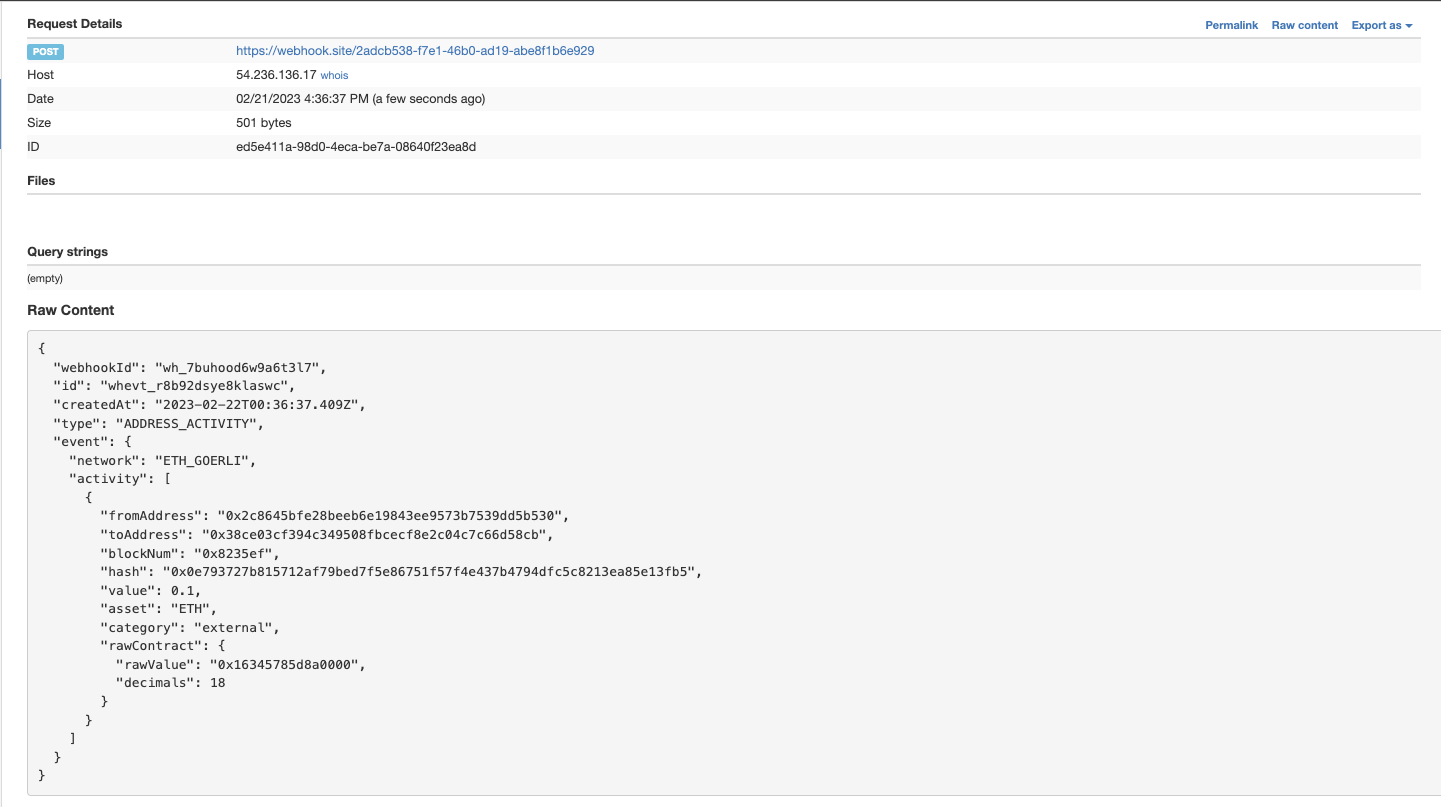 Request Details
Permalink Raw content Export as
POST https://webhook.site/2adcb538-f7e1-46b0-ad19-abe8f1b6e929
Host 54.236.136.17 whois
Date 02/21/2023 4:36:37 PM (a few seconds ago)
Size 501 bytes
ID ed5e411a-98d0-4eca-be7a-08640f23ea8d
Files
Query strings
(empty)
Raw Content
{
  "webhookId": "wh_7buhood6w9a6t3l7",
  "id": "whevt_r8b92dsye8klaswc",
  "createdAt": "2023-02-22T00:36:37.409Z",
  "type": "ADDRESS_ACTIVITY",
  "event": {
    "network": "ETH_GOERLI",
    "activity": [
      {
        "fromAddress": "0x2c8645bfe28beeb6e19843ee9573b7539dd5b530",
        "toAddress": "0x38ce03cf394c349508fbcecf8e2c04c7c66d58cb",
        "blockNum": "0x8235ef",
        "hash": "0x0e793727b815712af79bed7f5e86751f57f4e437b4794dfc5c8213ea85e13fb5",
        "value": 0.1,
        "asset": "ETH",
        "category": "external",
        "rawContract": {
          "rawValue": "0x16345785d8a0000",
          "decimals": 18
        }
      }
    ]
  }
}